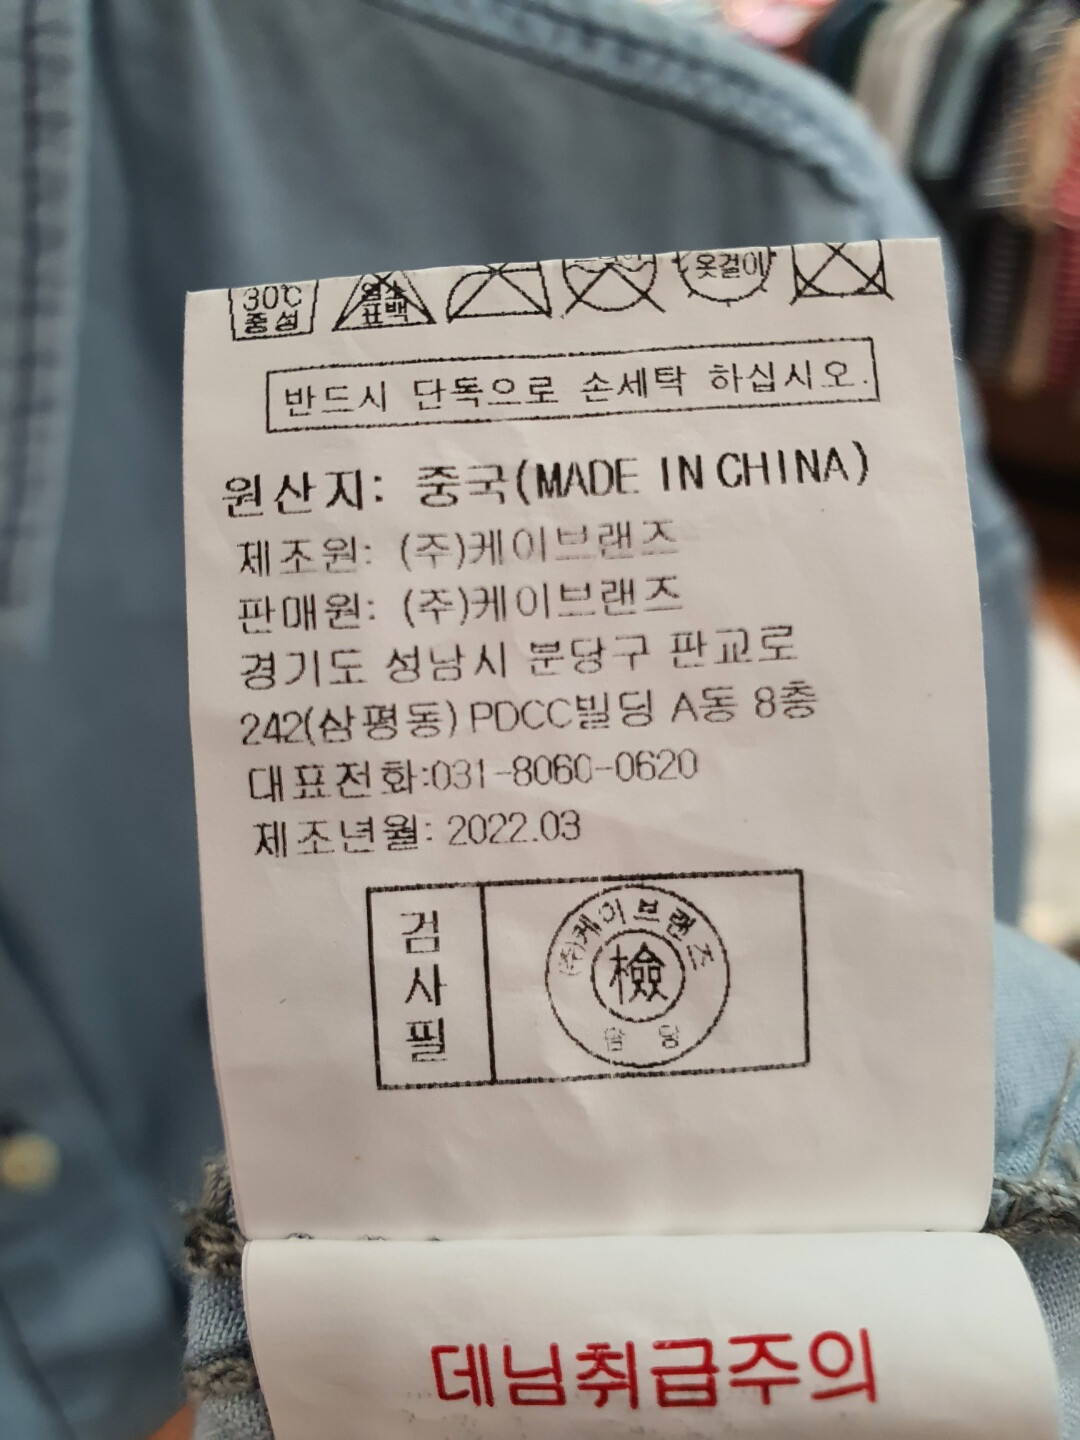 30℃
중성
염소
표백
옷걸이
반드시 단독으로 손세탁 하십시오.
원산지: 중국(MADE IN CHINA)
제조원: (주)케이브랜즈
판매원: (주)케이브랜즈
경기도 성남시 분당구 판교로
242(삼평동) PDCC빌딩 A동 8층
대표전화:031-8060-0620
제조년월: 2022.03
검사필
(주)케이브랜즈
檢
데님취급주의